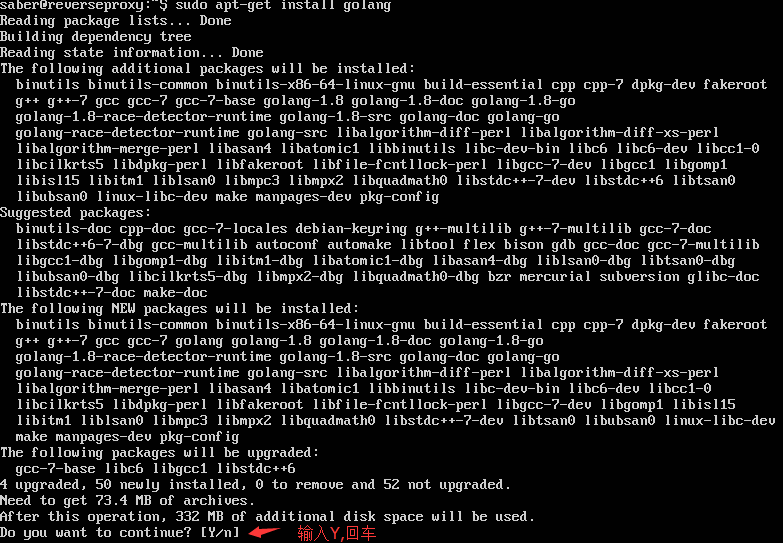 saber@reverseproxy:~$ sudo apt-get install golang
Reading package lists... Done
Building dependency tree
Reading state information... Done
The following additional packages will be installed:
binutils binutils-common binutils-x86-64-linux-gnu build-essential cpp cpp-7 dpkg-dev fakeroot
g++ g++-7 gcc gcc-7 gcc-7-base golang-1.8 golang-1.8-doc golang-1.8-go
golang-1.8-race-detector-runtime golang-1.8-src golang-doc golang-go
golang-race-detector-runtime golang-src libalgorithm-diff-perl libalgorithm-diff-xs-perl
libalgorithm-merge-perl libasan4 libatomic1 libbinutils libc-dev-bin libc6 libc6-dev libcc1-0
libcilkrts5 libdpkg-perl libfakeroot libfile-fcntllock-perl libgcc-7-dev libgcc1 libgomp1
libisl15 libitm1 liblsan0 libmpc3 libmpx2 libquadmath0 libstdc++-7-dev libstdc++6 libtsan0
libubsan0 linux-libc-dev make manpages-dev pkg-config
Suggested packages:
binutils-doc cpp-doc gcc-7-locales debian-keyring g++-multilib g++-7-multilib gcc-7-doc
libstdc++6-7-dbg gcc-multilib autoconf automake libtool flex bison gdb gcc-doc gcc-7-multilib
libgcc1-dbg libgomp1-dbg libitm1-dbg libatomic1-dbg libasan4-dbg liblsan0-dbg libtsan0-dbg
libubsan0-dbg libcilkrts5-dbg libmpx2-dbg libquadmath0-dbg bzr mercurial subversion glibc-doc
libstdc++-7-doc make-doc
The following NEW packages will be installed:
binutils binutils-common binutils-x86-64-linux-gnu build-essential cpp cpp-7 dpkg-dev fakeroot
g++ g++-7 gcc gcc-7 golang golang-1.8 golang-1.8-doc golang-1.8-go
golang-1.8-race-detector-runtime golang-1.8-src golang-doc golang-go
golang-race-detector-runtime golang-src libalgorithm-diff-perl libalgorithm-diff-xs-perl
libalgorithm-merge-perl libasan4 libatomic1 libbinutils libc-dev-bin libc6-dev libcc1-0
libcilkrts5 libdpkg-perl libfakeroot libfile-fcntllock-perl libgcc-7-dev libgomp1 libisl15
libitm1 liblsan0 libmpc3 libmpx2 libquadmath0 libstdc++-7-dev libtsan0 libubsan0 linux-libc-dev
make manpages-dev pkg-config
The following packages will be upgraded:
gcc-7-base libc6 libgcc1 libstdc++6
4 upgraded, 50 newly installed, 0 to remove and 52 not upgraded.
Need to get 73.4 MB of archives.
After this operation, 332 MB of additional disk space will be used.
Do you want to continue? [Y/n] 输入Y,回车